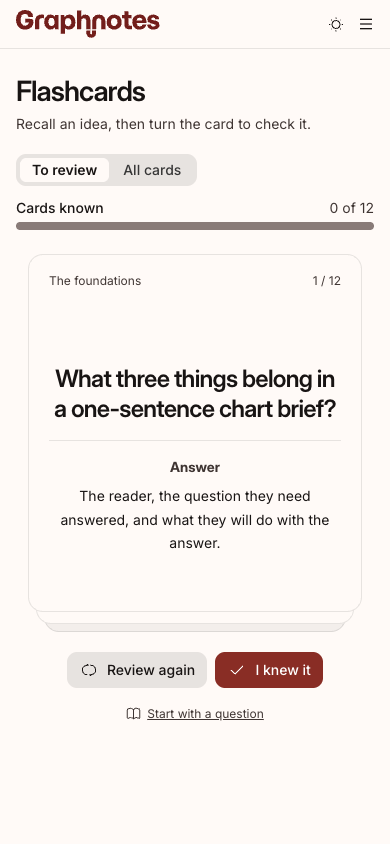 Graphnotes
Flashcards
Recall an idea, then turn the card to check it.
To review All cards
Cards known 0 of 12
The foundations 1 / 12
What three things belong in
a one-sentence chart brief?
Answer
The reader, the question they need
answered, and what they will do with the
answer.
Review again I knew it
Start with a question